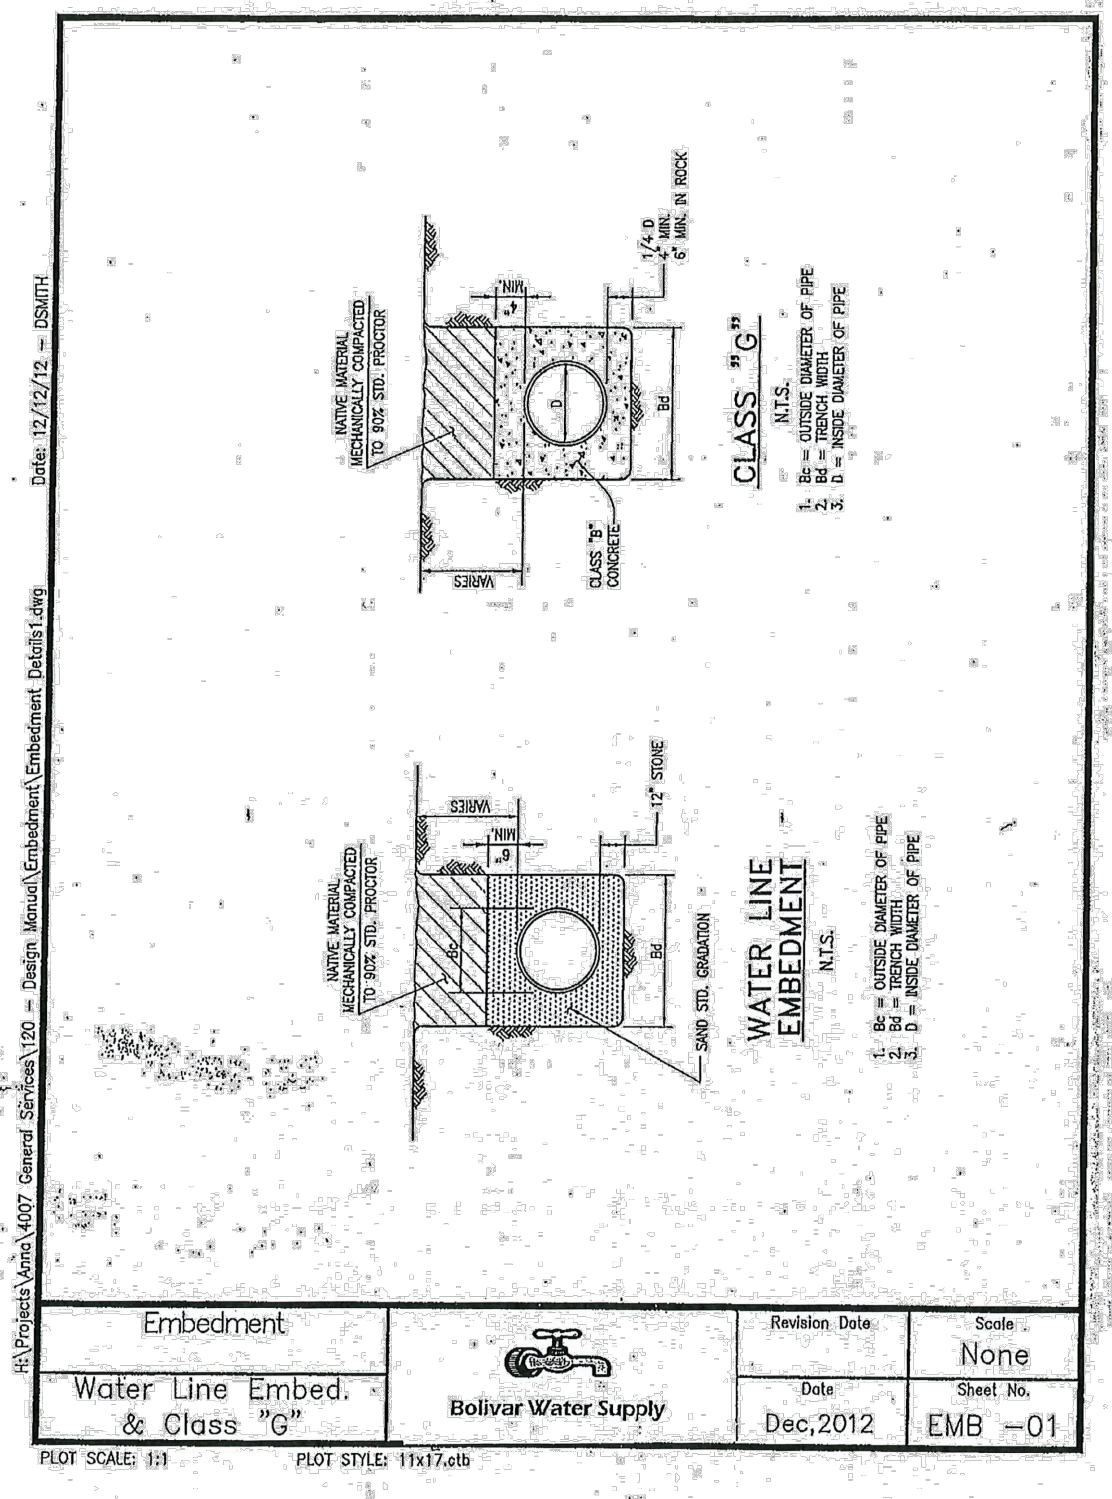 H:\Projects\Anna\4007 General Services\120 - Design Manual\Embedment\Embedment Details1.dwg
Date: 12/12/12 - DSMITH
NATIVE MATERIAL
MECHANICALLY COMPACTED
TO 90% STD. PROCTOR
VARIES
6" MIN.
Bc
12" STONE
Bd
SAND STD. GRADATION
WATER LINE
EMBEDMENT
N.T.S.
1. Bc = OUTSIDE DIAMETER OF PIPE
2. Bd = TRENCH WIDTH
3. D = INSIDE DIAMETER OF PIPE
NATIVE MATERIAL
MECHANICALLY COMPACTED
TO 90% STD. PROCTOR
4" MIN.
VARIES
D
1/4 D
4" MIN.
6" MIN. IN ROCK
CLASS "B"
CONCRETE
Bd
CLASS "G"
N.T.S.
1. Bc = OUTSIDE DIAMETER OF PIPE
2. Bd = TRENCH WIDTH
3. D = INSIDE DIAMETER OF PIPE
Embedment
Water Line Embed.
& Class "G"
Bolivar Water Supply
Revision Date
Date
Dec,2012
Scale
None
Sheet No.
EMB -01
PLOT SCALE: 1:1
PLOT STYLE: 11x17.ctb